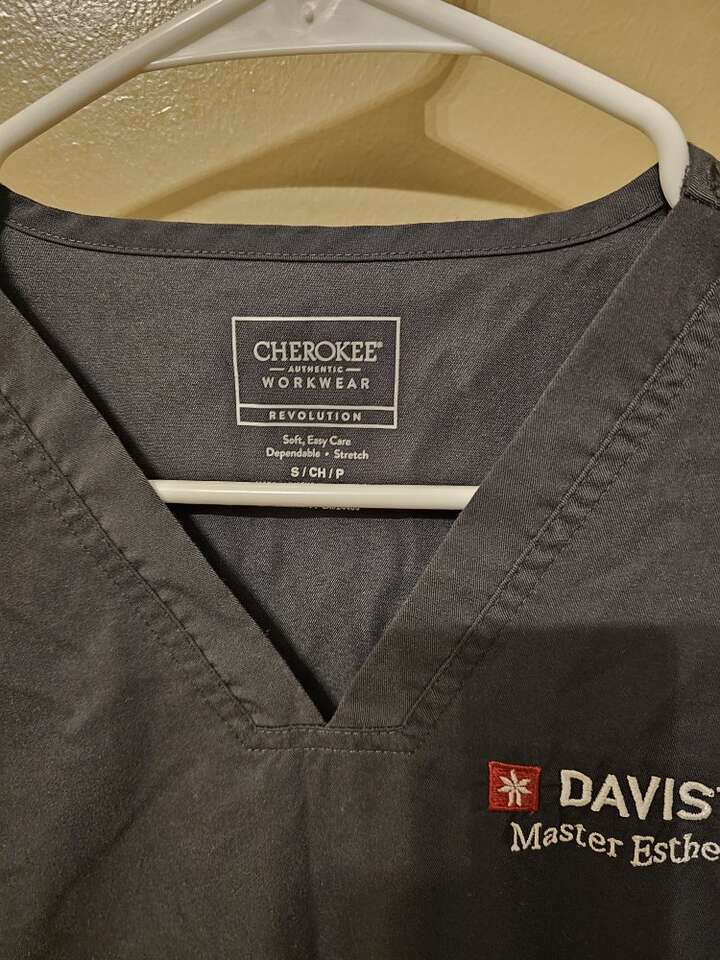 CHEROKEE®
AUTHENTIC
WORKWEAR
REVOLUTION
Soft, Easy Care
Dependable • Stretch
S / CH / P
DAVIS
Master Esthe